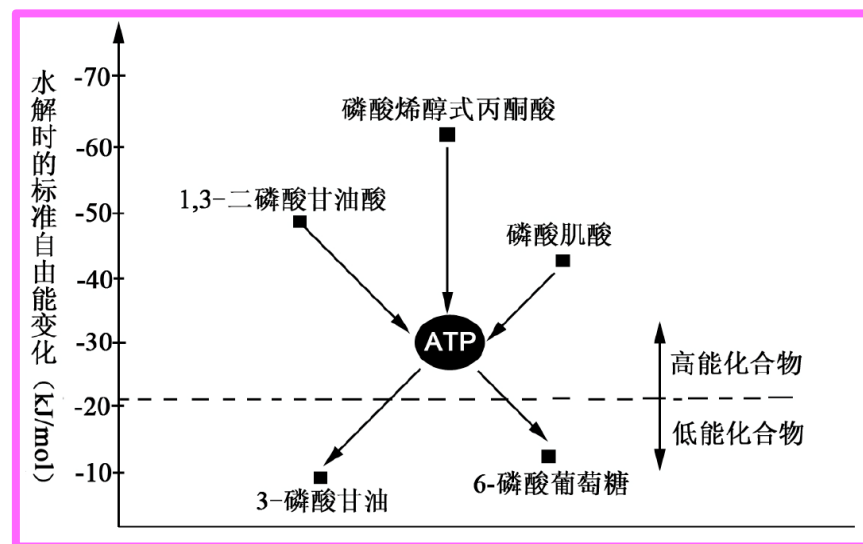 水解时的标准自由能变化(kJ/mol)
-70
-60
-50
-40
-30
-20
-10
磷酸烯醇式丙酮酸
1,3-二磷酸甘油酸
磷酸肌酸
ATP
高能化合物
低能化合物
6-磷酸葡萄糖
3-磷酸甘油